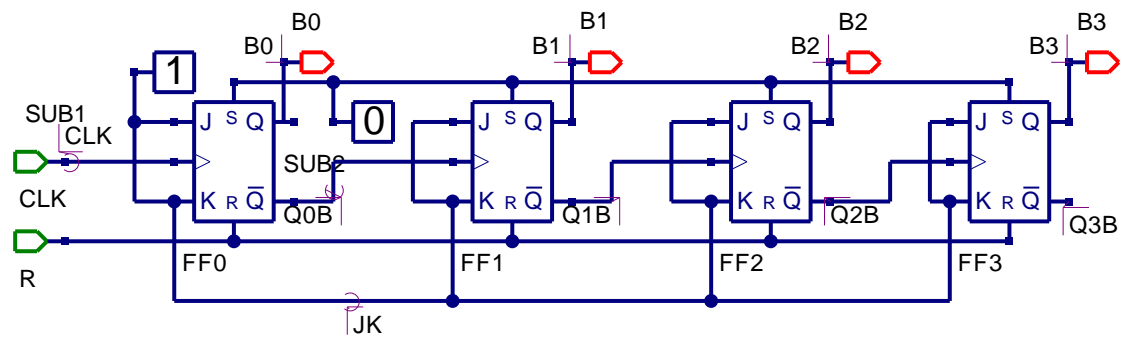 B0 B1 B2 B3
B0 B1 B2 B3
1
SUB1
CLK
J S Q 0 J S Q J S Q J S Q
SUB2
CLK
K R Q̅ Q0B K R Q̅ Q1B K R Q̅ Q2B K R Q̅ Q3B
R
FF0 FF1 FF2 FF3
JK